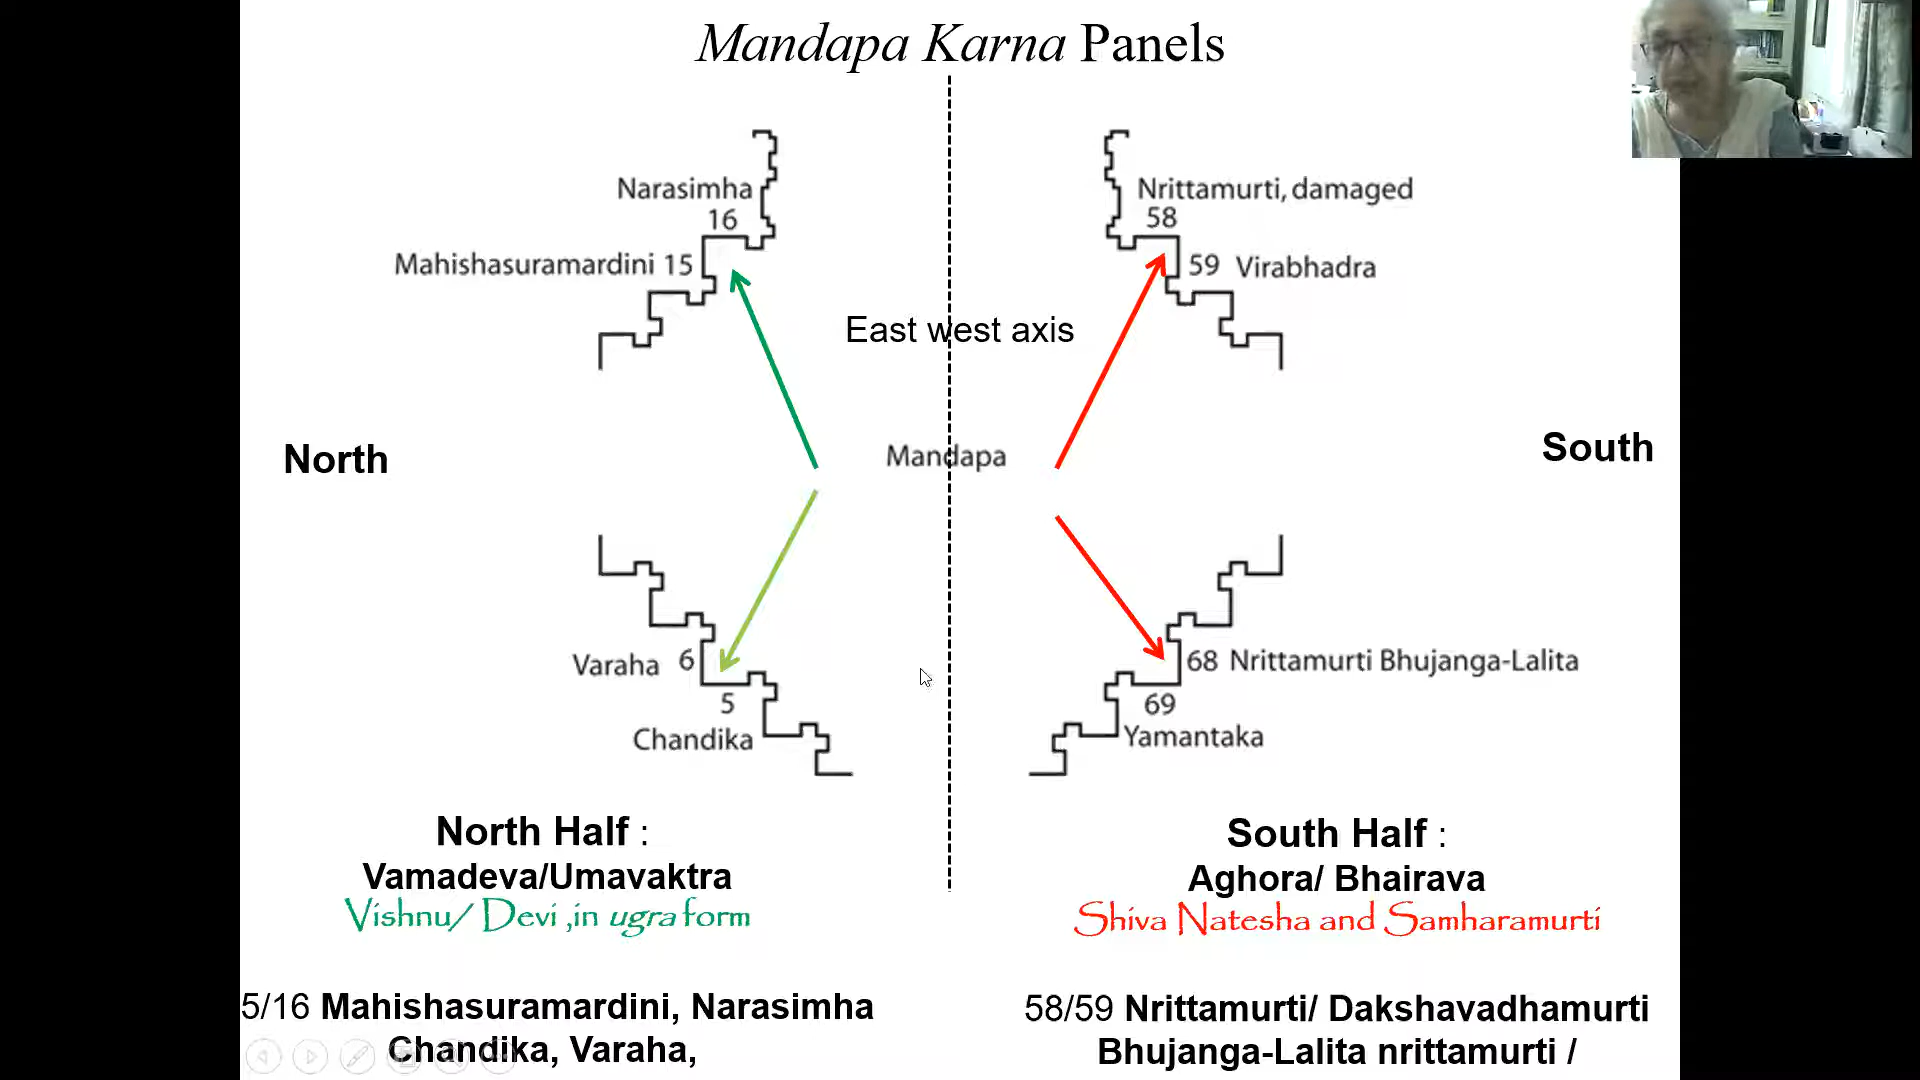 Mandapa Karna Panels
Narasimha
16
Mahishasuramardini 15
Nrittamurti, damaged
58
59 Virabhadra
East west axis
North
Mandapa
South
Varaha 6
5
Chandika
68 Nrittamurti Bhujanga-Lalita
69
Yamantaka
North Half :
Vamadeva/Umavaktra
Vishnu/ Devi ,in ugra form
South Half :
Aghora/ Bhairava
Shiva Natesha and Samharamurti
5/16 Mahishasuramardini, Narasimha
Chandika, Varaha,
58/59 Nrittamurti/ Dakshavadhamurti
Bhujanga-Lalita nrittamurti /